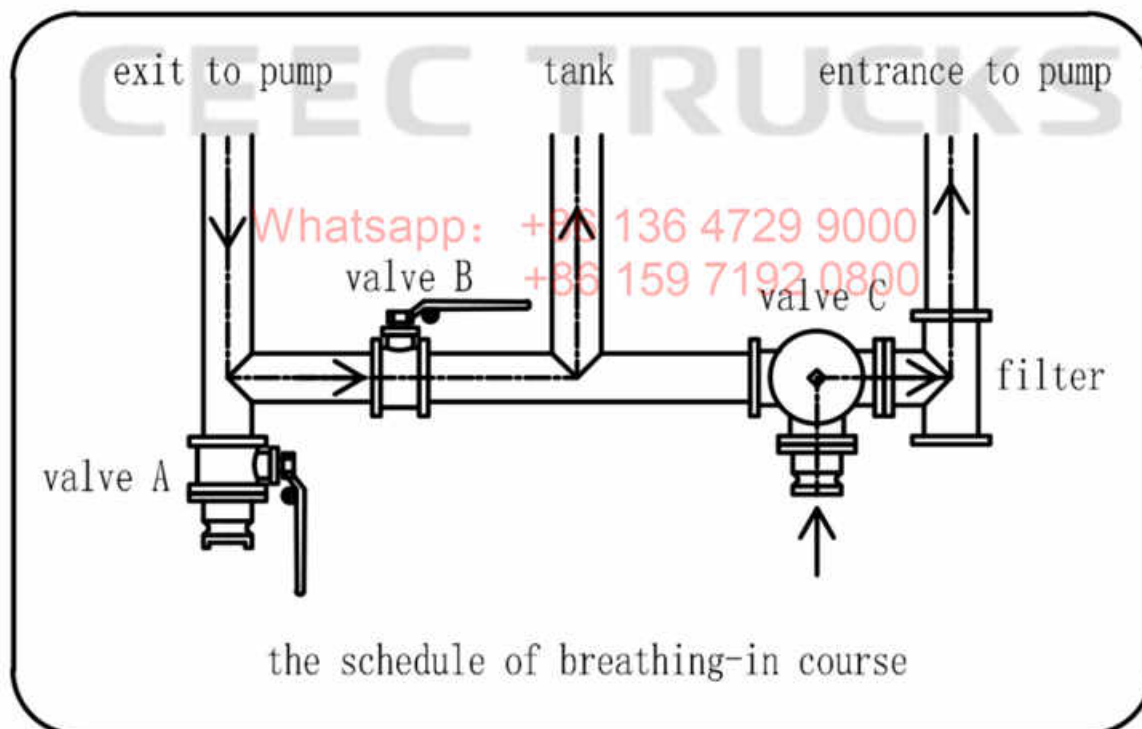 CEEC TRUCKS
exit to pump
tank
entrance to pump
Whatsapp： +86 136 4729 9000
+86 159 7192 0800
valve B
valve C
filter
valve A
the schedule of breathing-in course